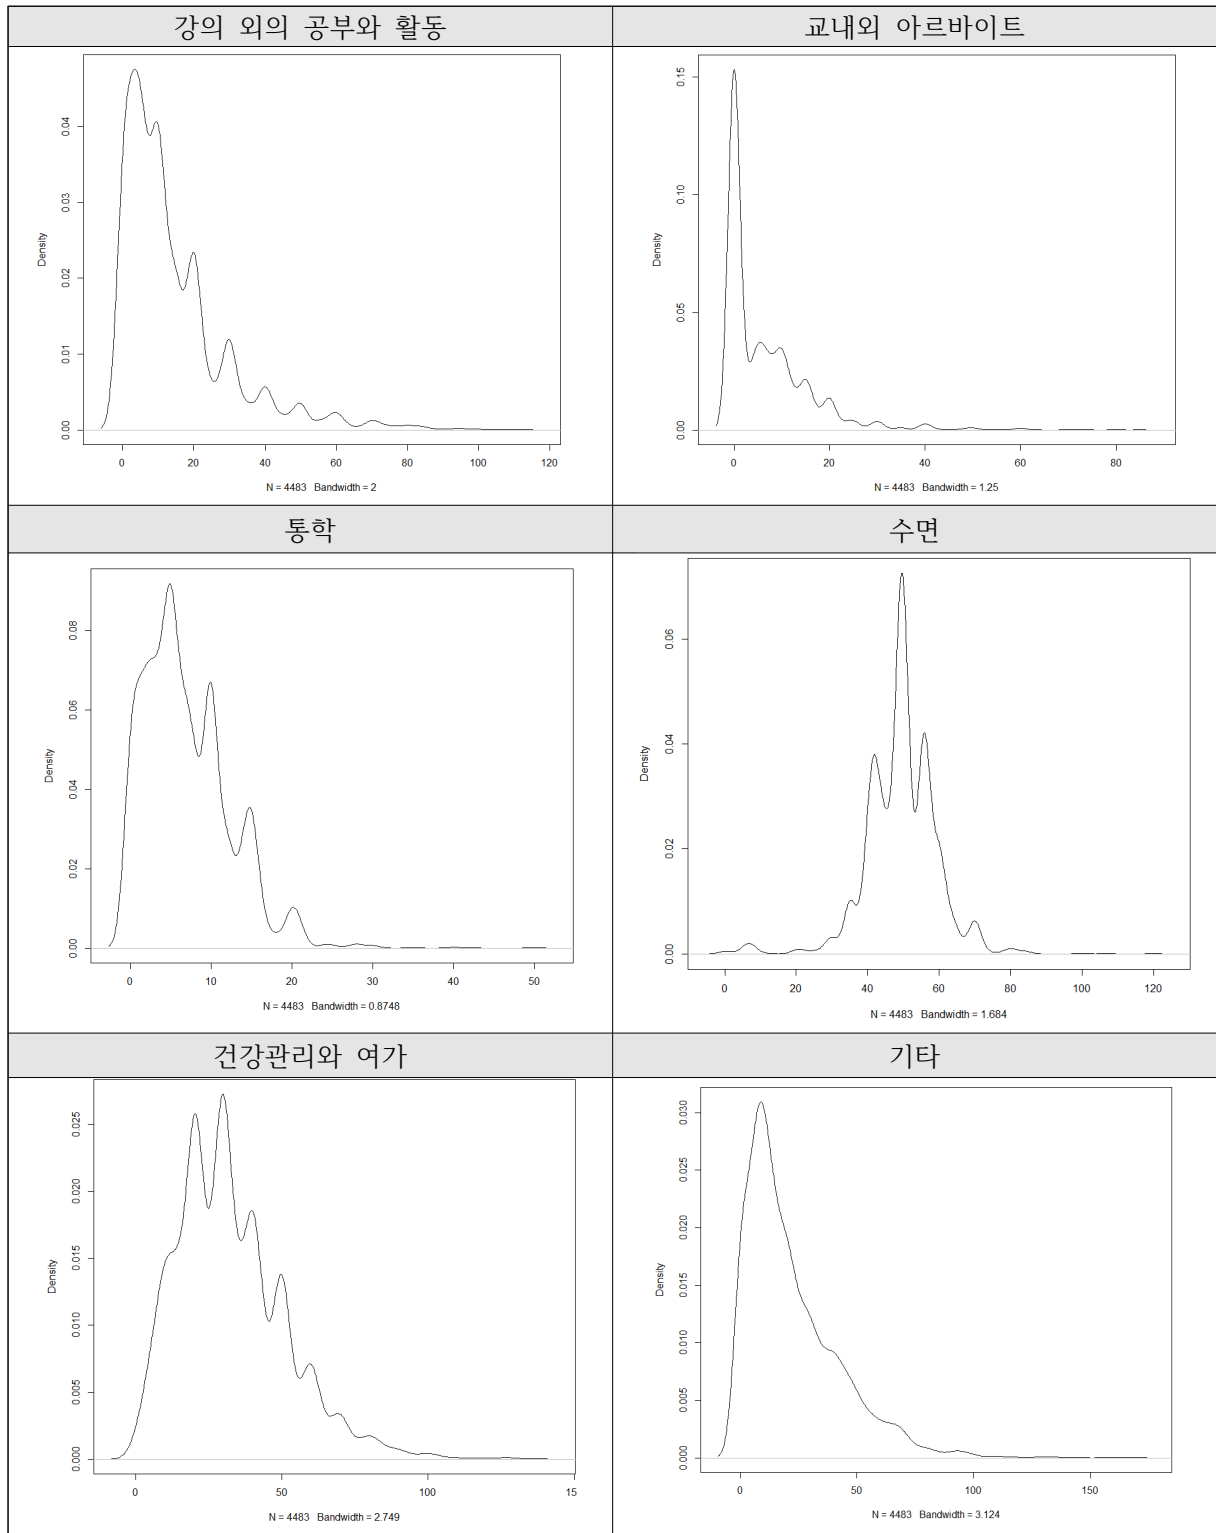 강의 외의 공부와 활동
교내외 아르바이트
Density
0.00 0.01 0.02 0.03 0.04
0 20 40 60 80 100 120
N = 4483 Bandwidth = 2
Density
0.00 0.05 0.10 0.15
0 20 40 60 80
N = 4483 Bandwidth = 1.25
통학
수면
Density
0.00 0.02 0.04 0.06 0.08
0 10 20 30 40 50
N = 4483 Bandwidth = 0.8748
Density
0.00 0.02 0.04 0.06
0 20 40 60 80 100 120
N = 4483 Bandwidth = 1.684
건강관리와 여가
기타
Density
0.000 0.005 0.010 0.015 0.020 0.025
0 50 100 15
N = 4483 Bandwidth = 2.749
Density
0.000 0.005 0.010 0.015 0.020 0.025 0.030
0 50 100 150
N = 4483 Bandwidth = 3.124